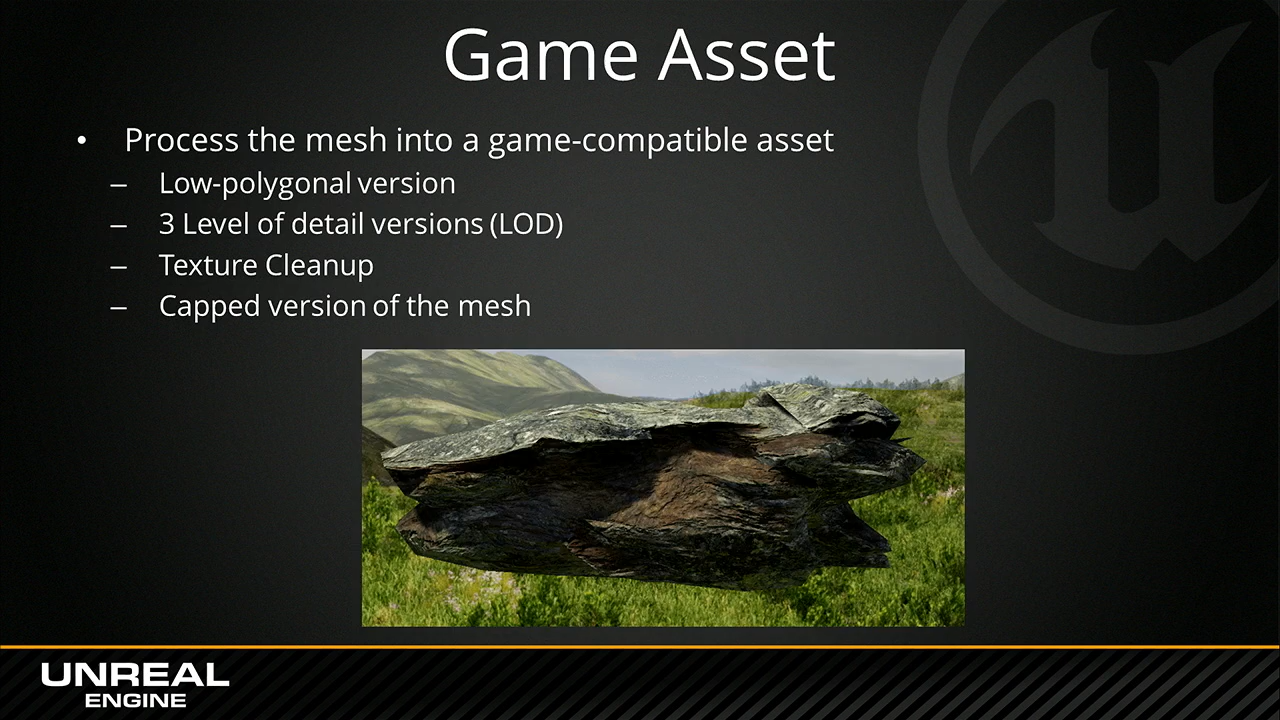 Game Asset
• Process the mesh into a game-compatible asset
– Low-polygonal version
– 3 Level of detail versions (LOD)
– Texture Cleanup
– Capped version of the mesh
UNREAL
ENGINE